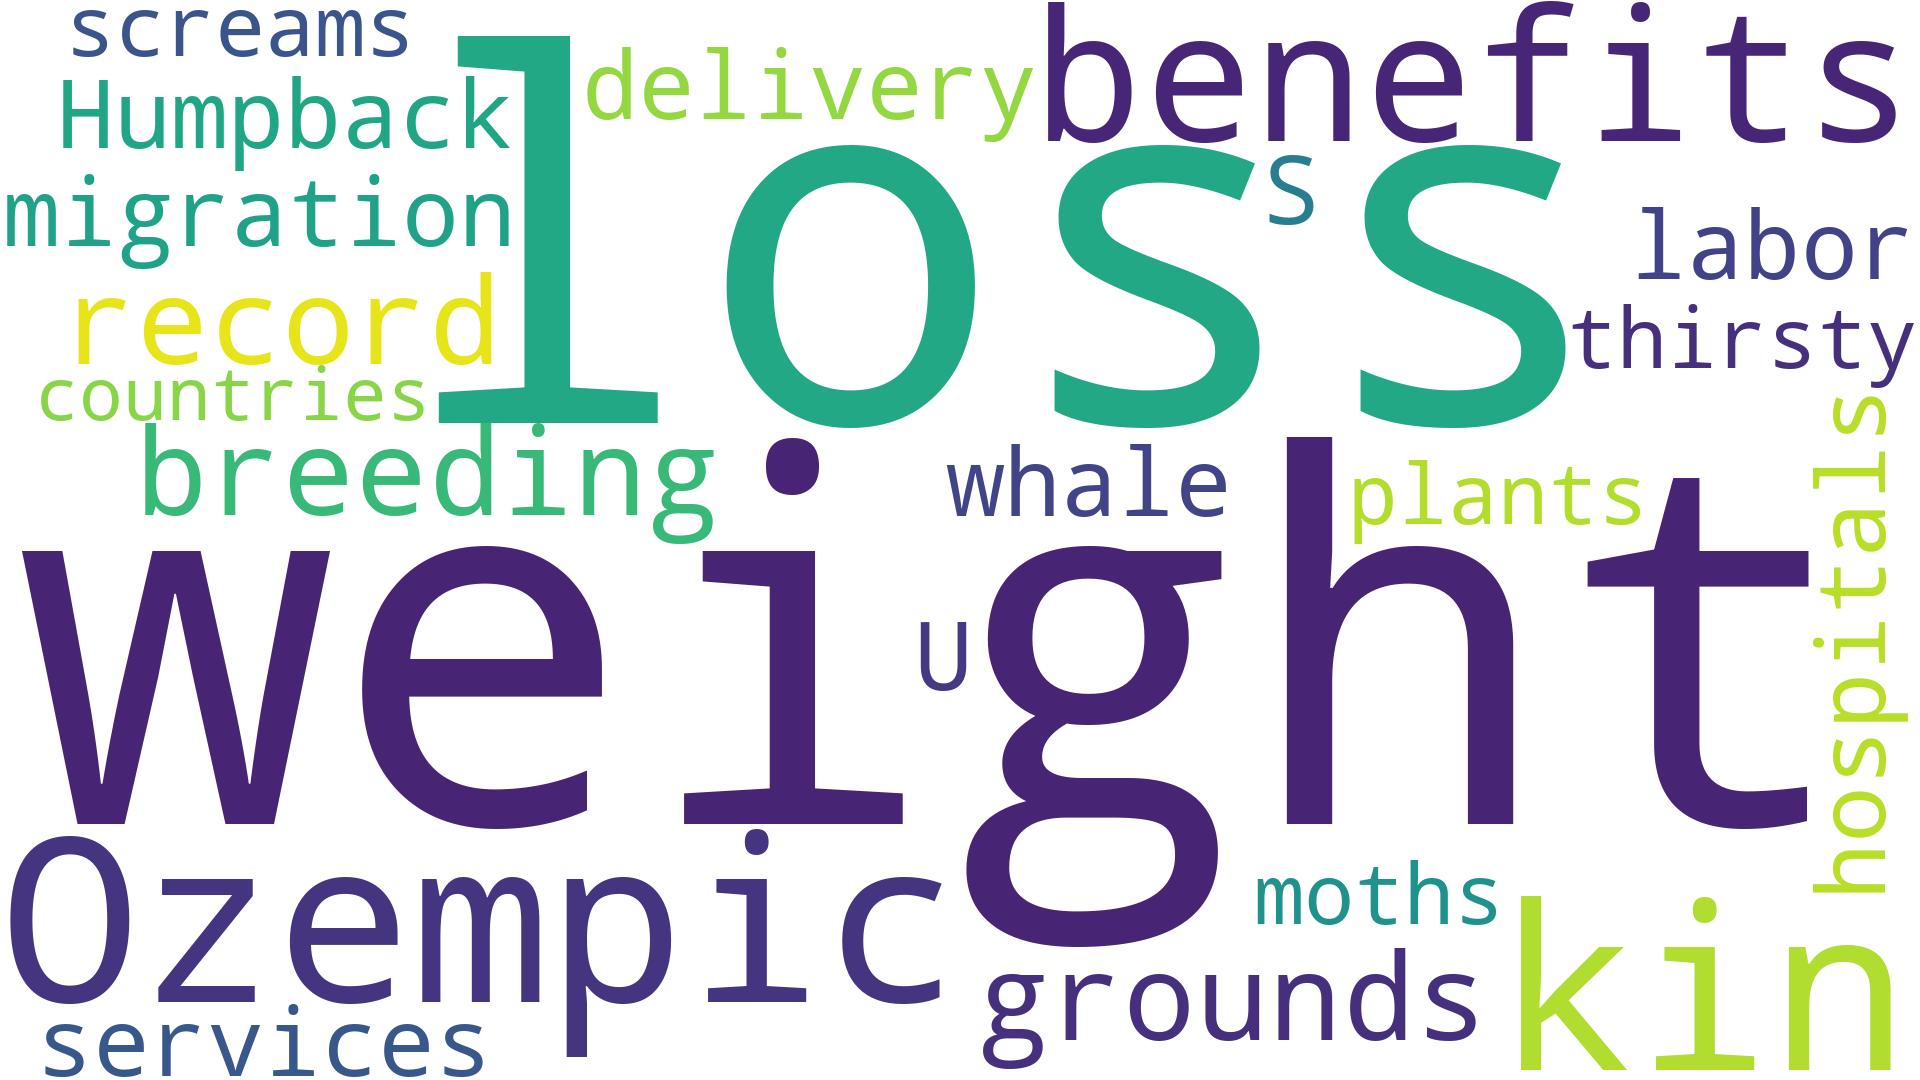 screams
delivery
benefits
Humpback
loss
S
migration
labor
record
thirsty
countries
breeding
whale
plants
hospitals
weight
U
Ozempic
moths
kin
grounds
services